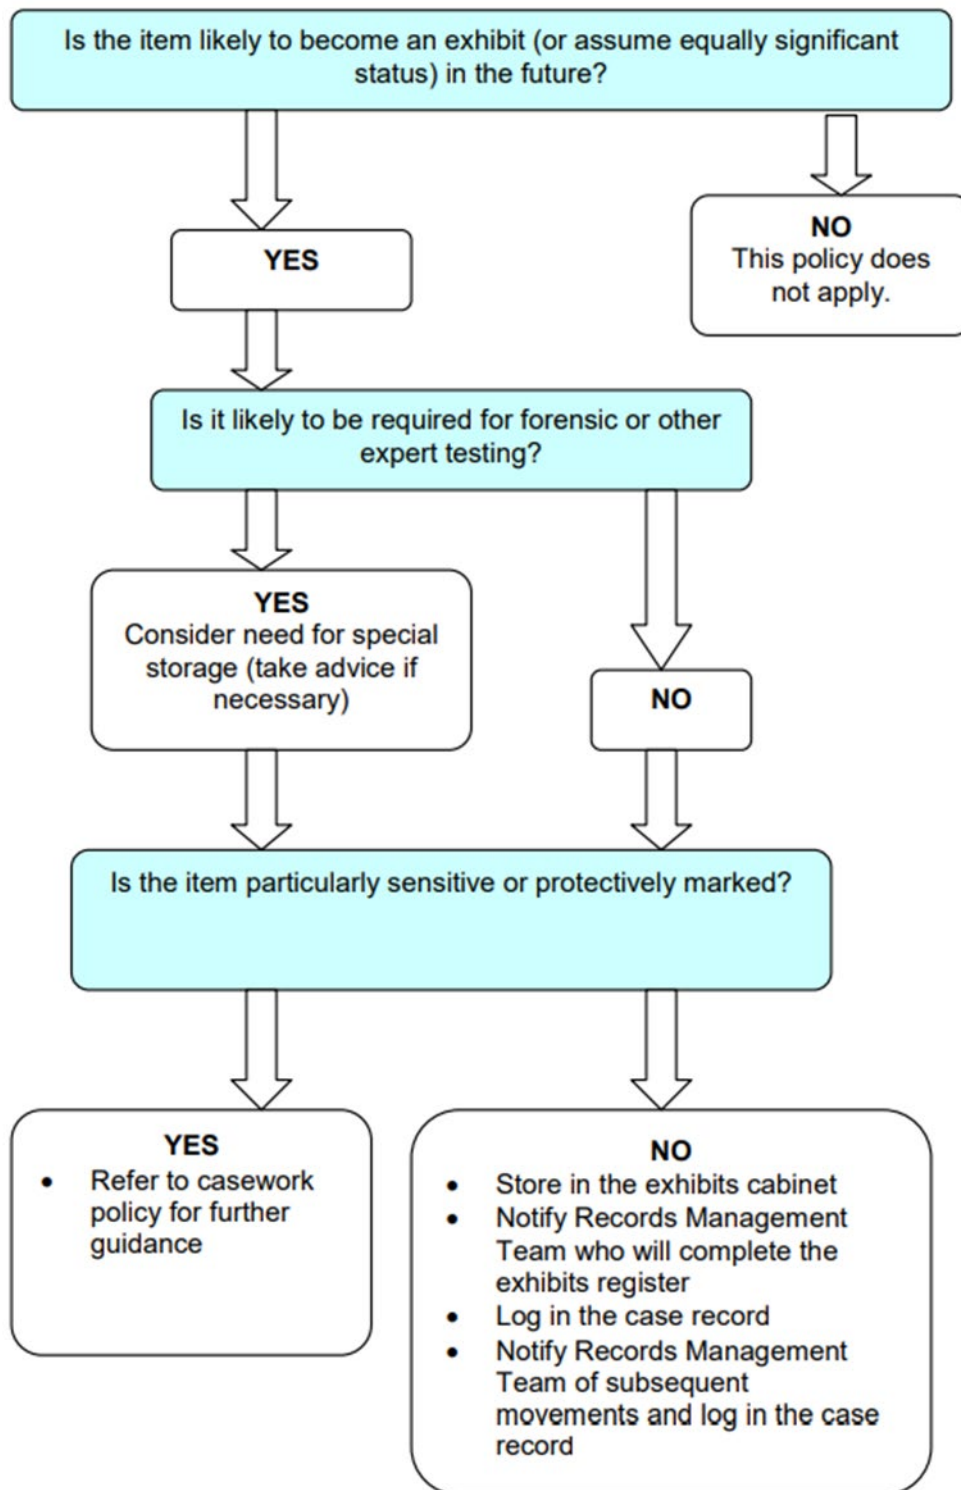 Is the item likely to become an exhibit (or assume equally significant
status) in the future?
YES
NO
This policy does
not apply.
Is it likely to be required for forensic or other
expert testing?
YES
Consider need for special
storage (take advice if
necessary)
NO
Is the item particularly sensitive or protectively marked?
YES
• Refer to casework
policy for further
guidance
NO
• Store in the exhibits cabinet
• Notify Records Management
Team who will complete the
exhibits register
• Log in the case record
• Notify Records Management
Team of subsequent
movements and log in the case
record